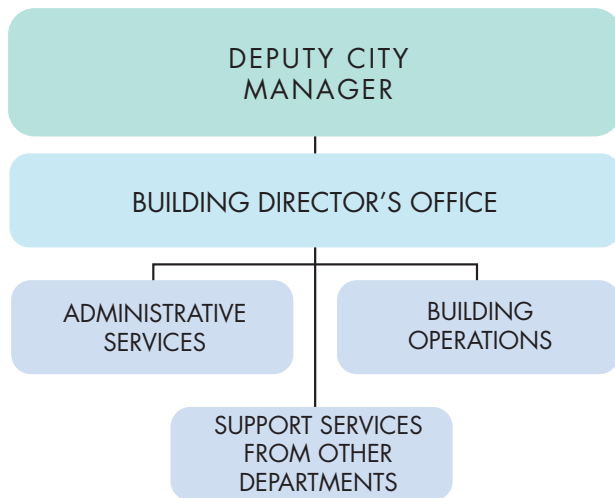 DEPUTY CITY
MANAGER
BUILDING DIRECTOR’S OFFICE
ADMINISTRATIVE
SERVICES
BUILDING
OPERATIONS
SUPPORT SERVICES
FROM OTHER
DEPARTMENTS